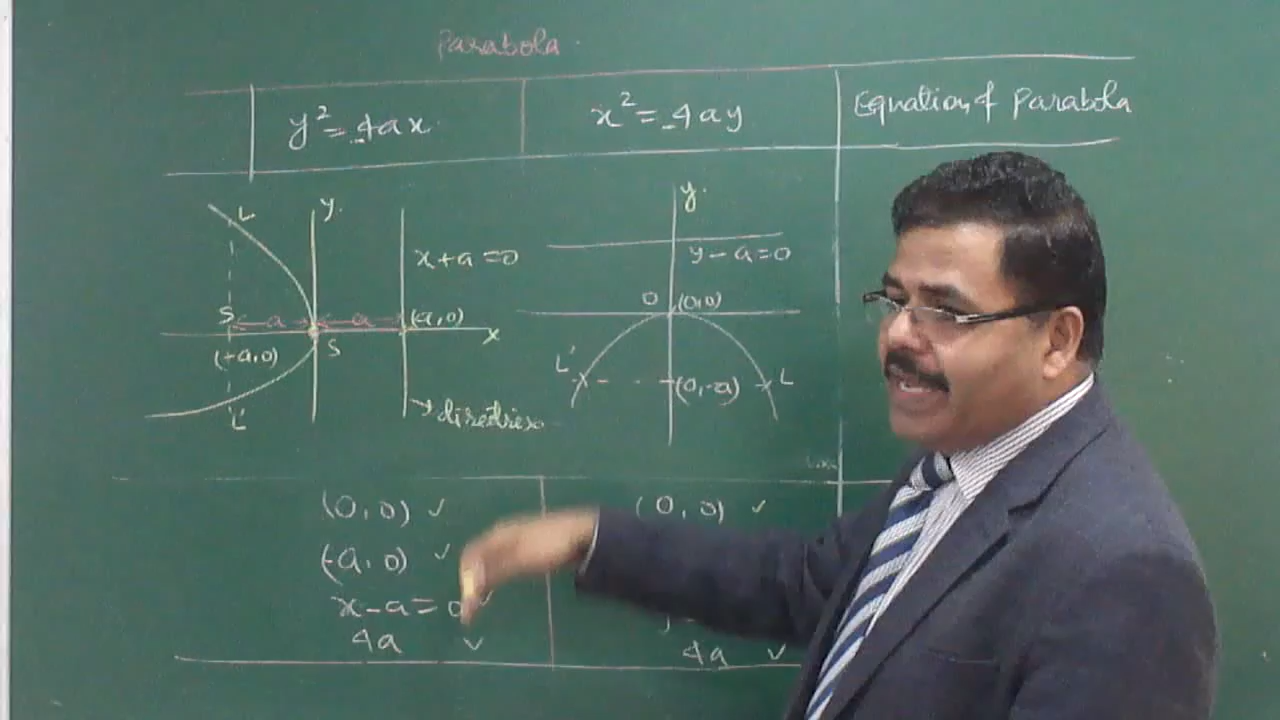 Parabola.
y²=-4ax
x²=-4ay
Equation of Parabola
L
y.
x+a=0
S
a
a
(a,0)
x
(-a,0)
S
L'
directrix
y.
y-a=0
O
(0,0)
L'
(0,-a)
L
(0,0) ✓
(-a,0) ✓
x-a=0 ✓
4a ✓
(0,0) ✓
4a ✓